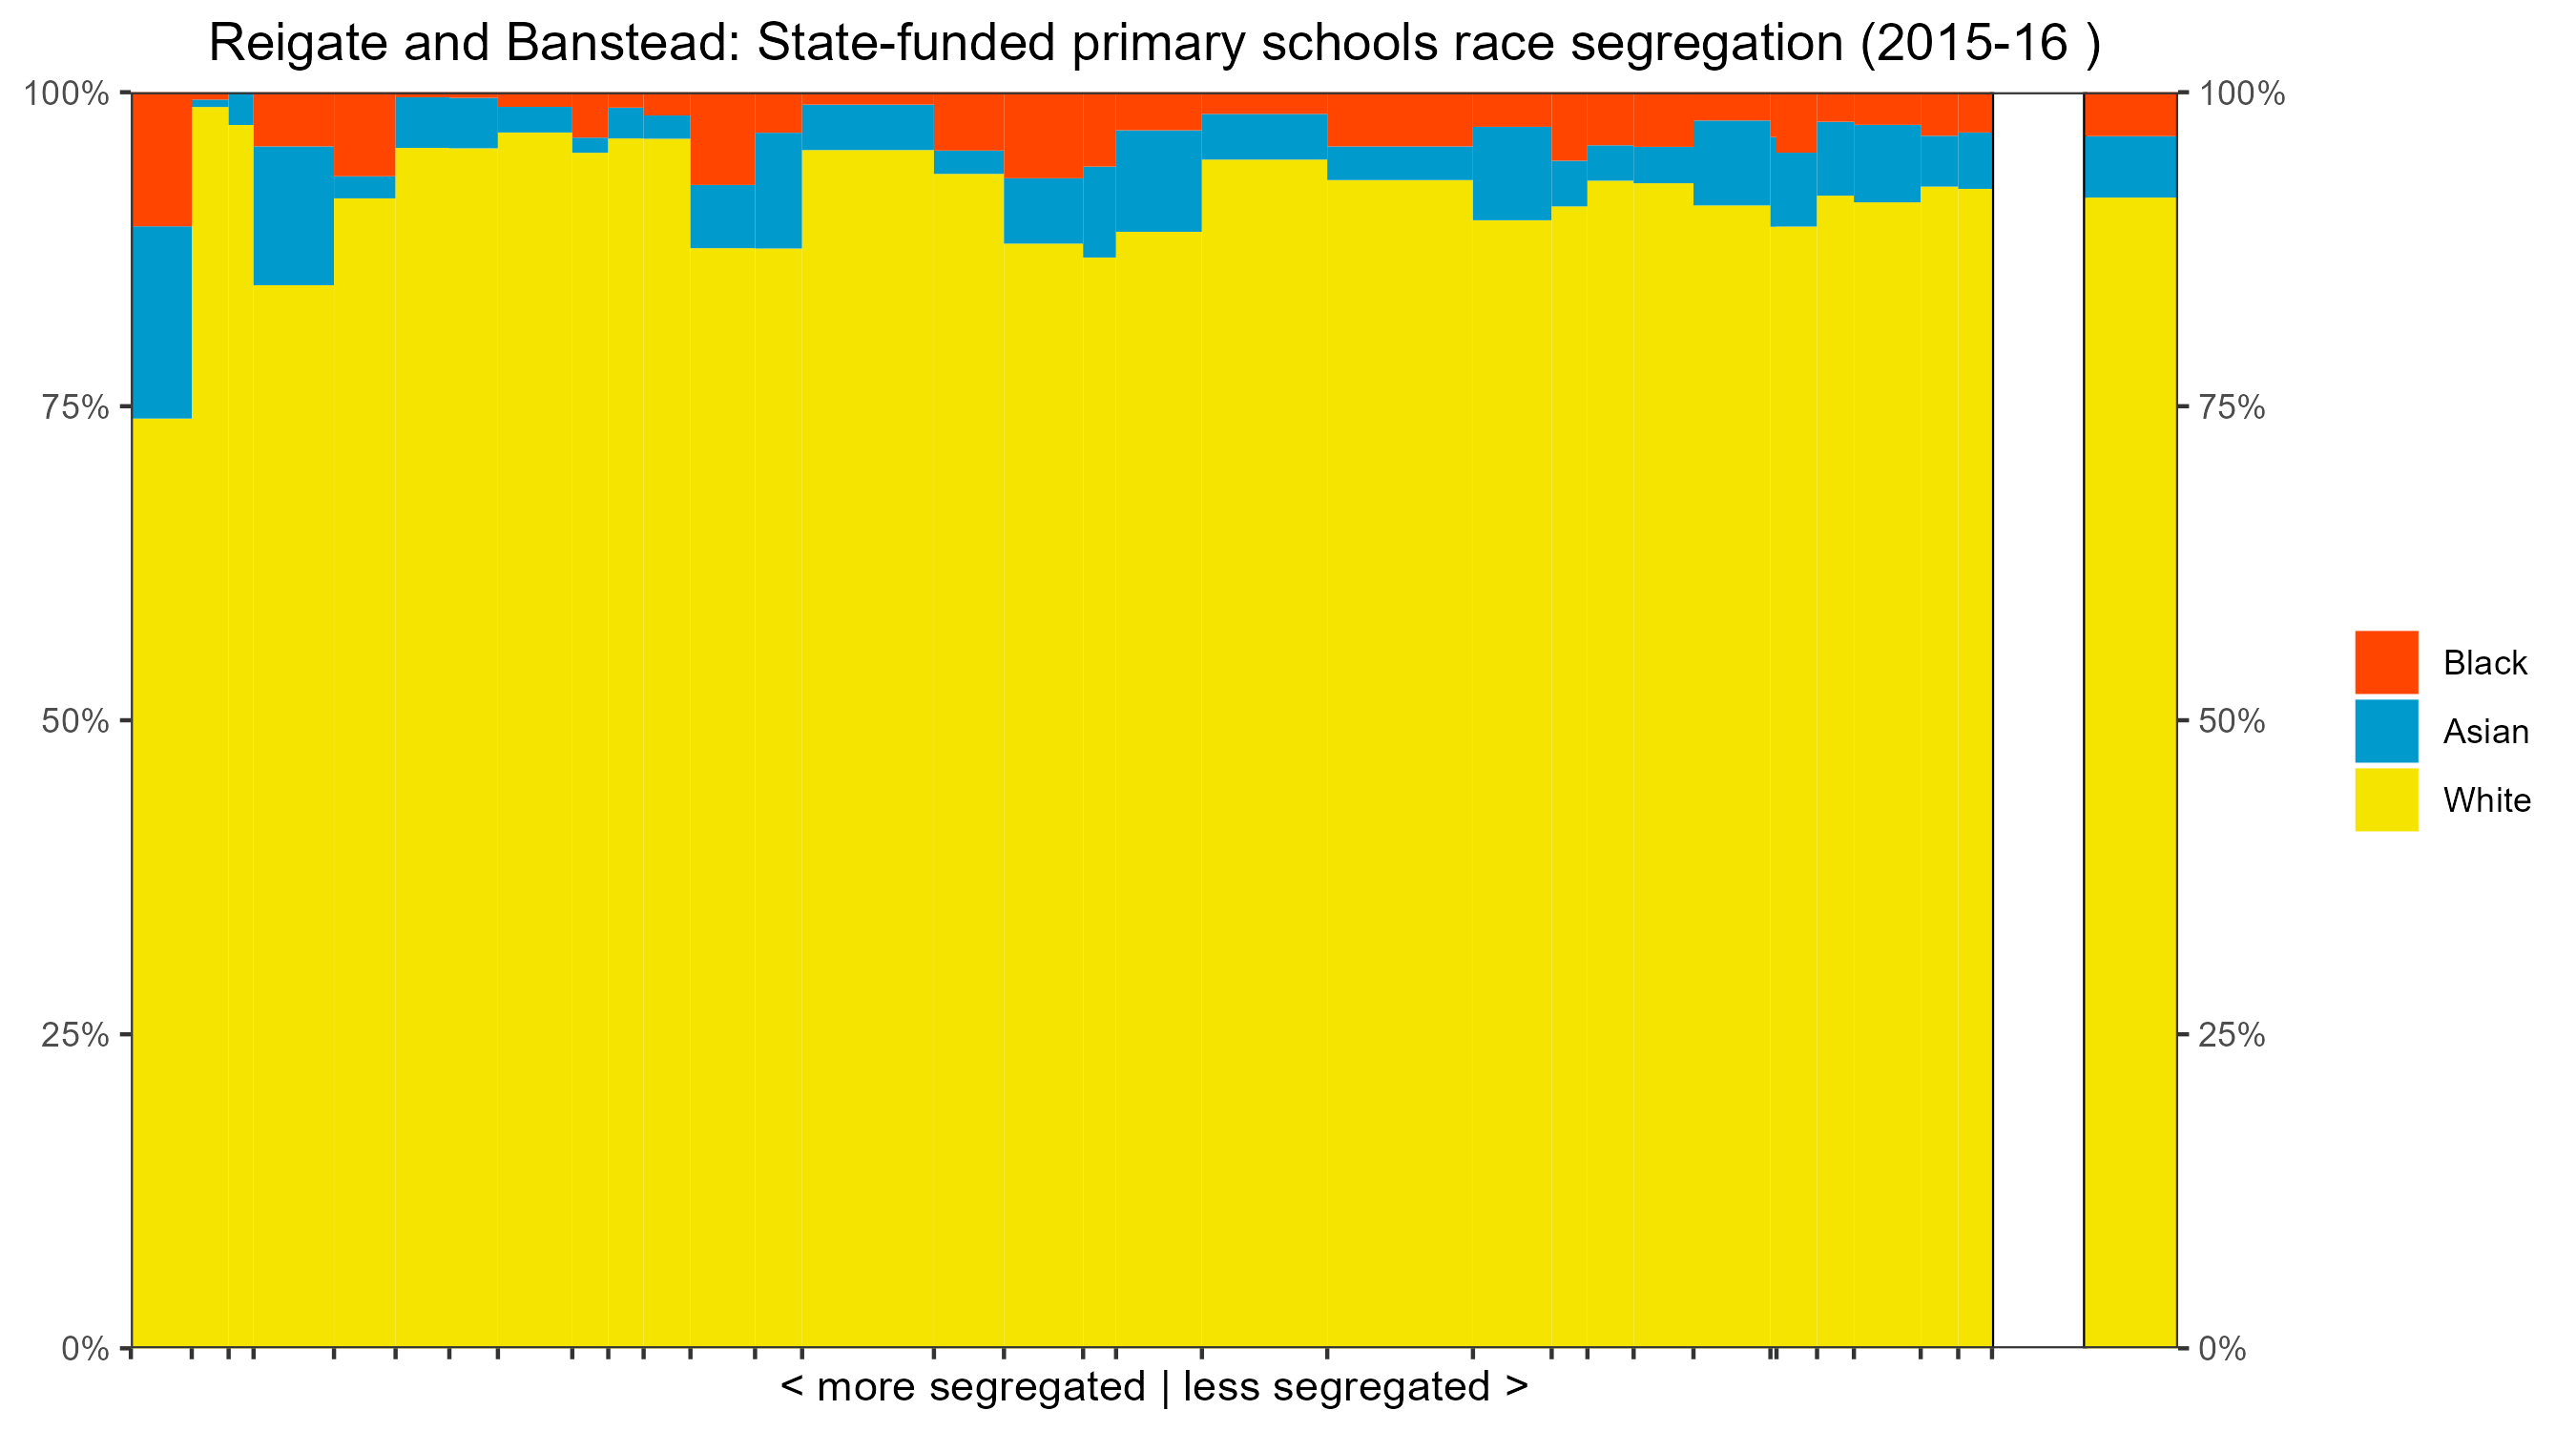 Reigate and Banstead: State-funded primary schools race segregation (2015-16 )
100%
75%
50%
25%
0%
100%
75%
50%
25%
0%
Black
Asian
White
< more segregated | less segregated >